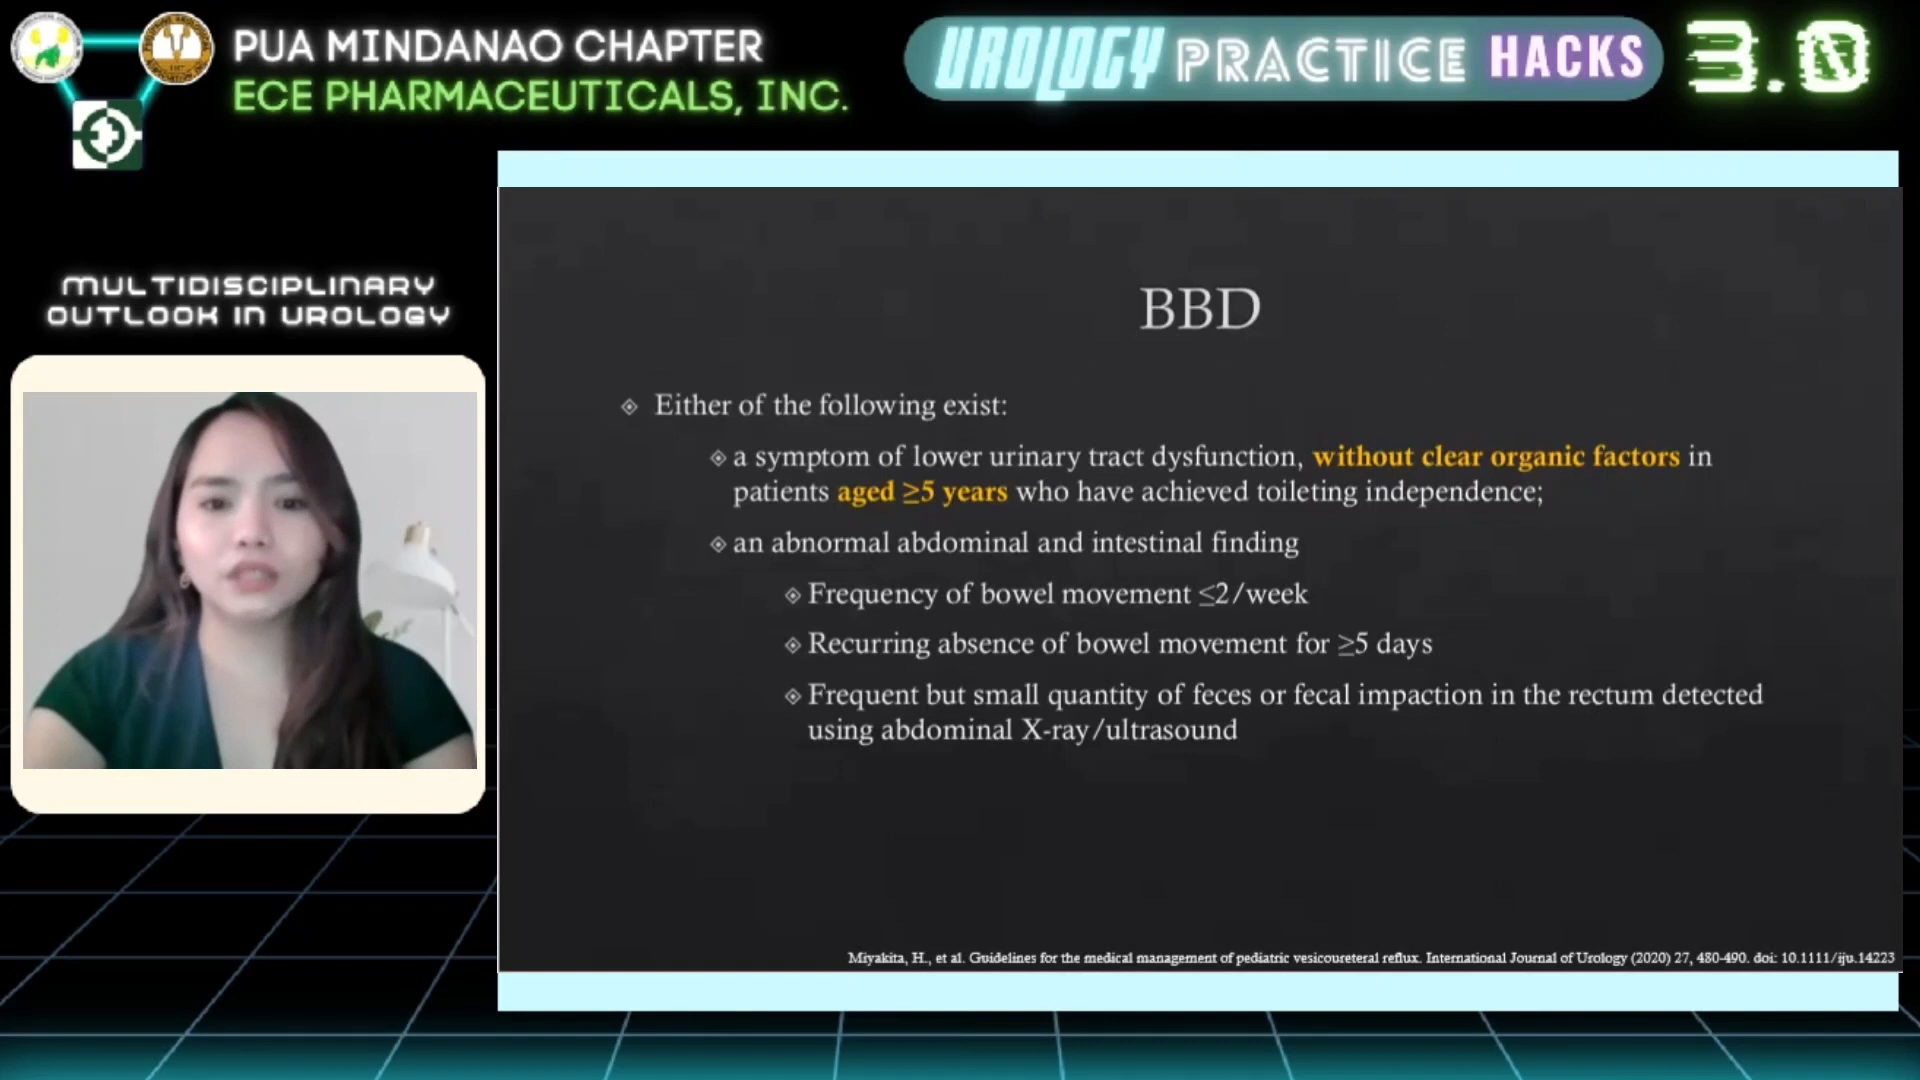 PUA MINDANAO CHAPTER
ECE PHARMACEUTICALS, INC.
UROLOGY PRACTICE HACKS 3.0
MULTIDISCIPLINARY
OUTLOOK IN UROLOGY
BBD
Either of the following exist:
a symptom of lower urinary tract dysfunction, without clear organic factors in
patients aged ≥5 years who have achieved toileting independence;
an abnormal abdominal and intestinal finding
Frequency of bowel movement ≤2/week
Recurring absence of bowel movement for ≥5 days
Frequent but small quantity of feces or fecal impaction in the rectum detected
using abdominal X-ray/ultrasound
Miyakita, H., et al. Guidelines for the medical management of pediatric vesicoureteral reflux. International Journal of Urology (2020) 27, 480-490. doi: 10.1111/iju.14223